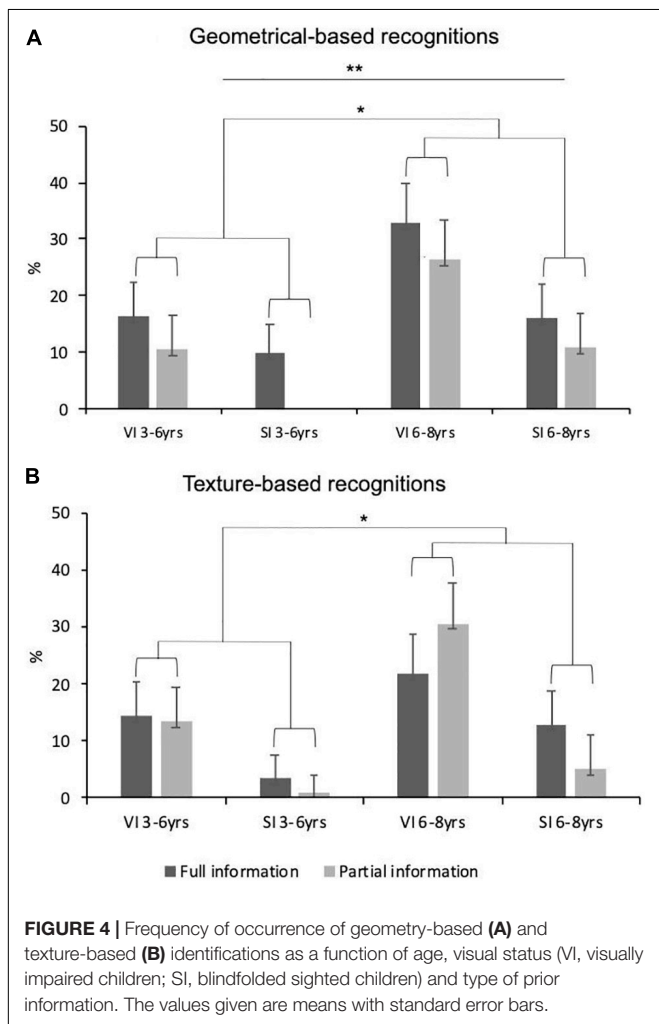 A
Geometrical-based recognitions
**
*
50
40
30
20
10
0
%
VI 3-6yrs SI 3-6yrs VI 6-8yrs SI 6-8yrs
B
Texture-based recognitions
*
50
40
30
20
10
0
%
VI 3-6yrs SI 3-6yrs VI 6-8yrs SI 6-8yrs
Full information Partial information
FIGURE 4 | Frequency of occurrence of geometry-based (A) and
texture-based (B) identifications as a function of age, visual status (VI, visually
impaired children; SI, blindfolded sighted children) and type of prior
information. The values given are means with standard error bars.